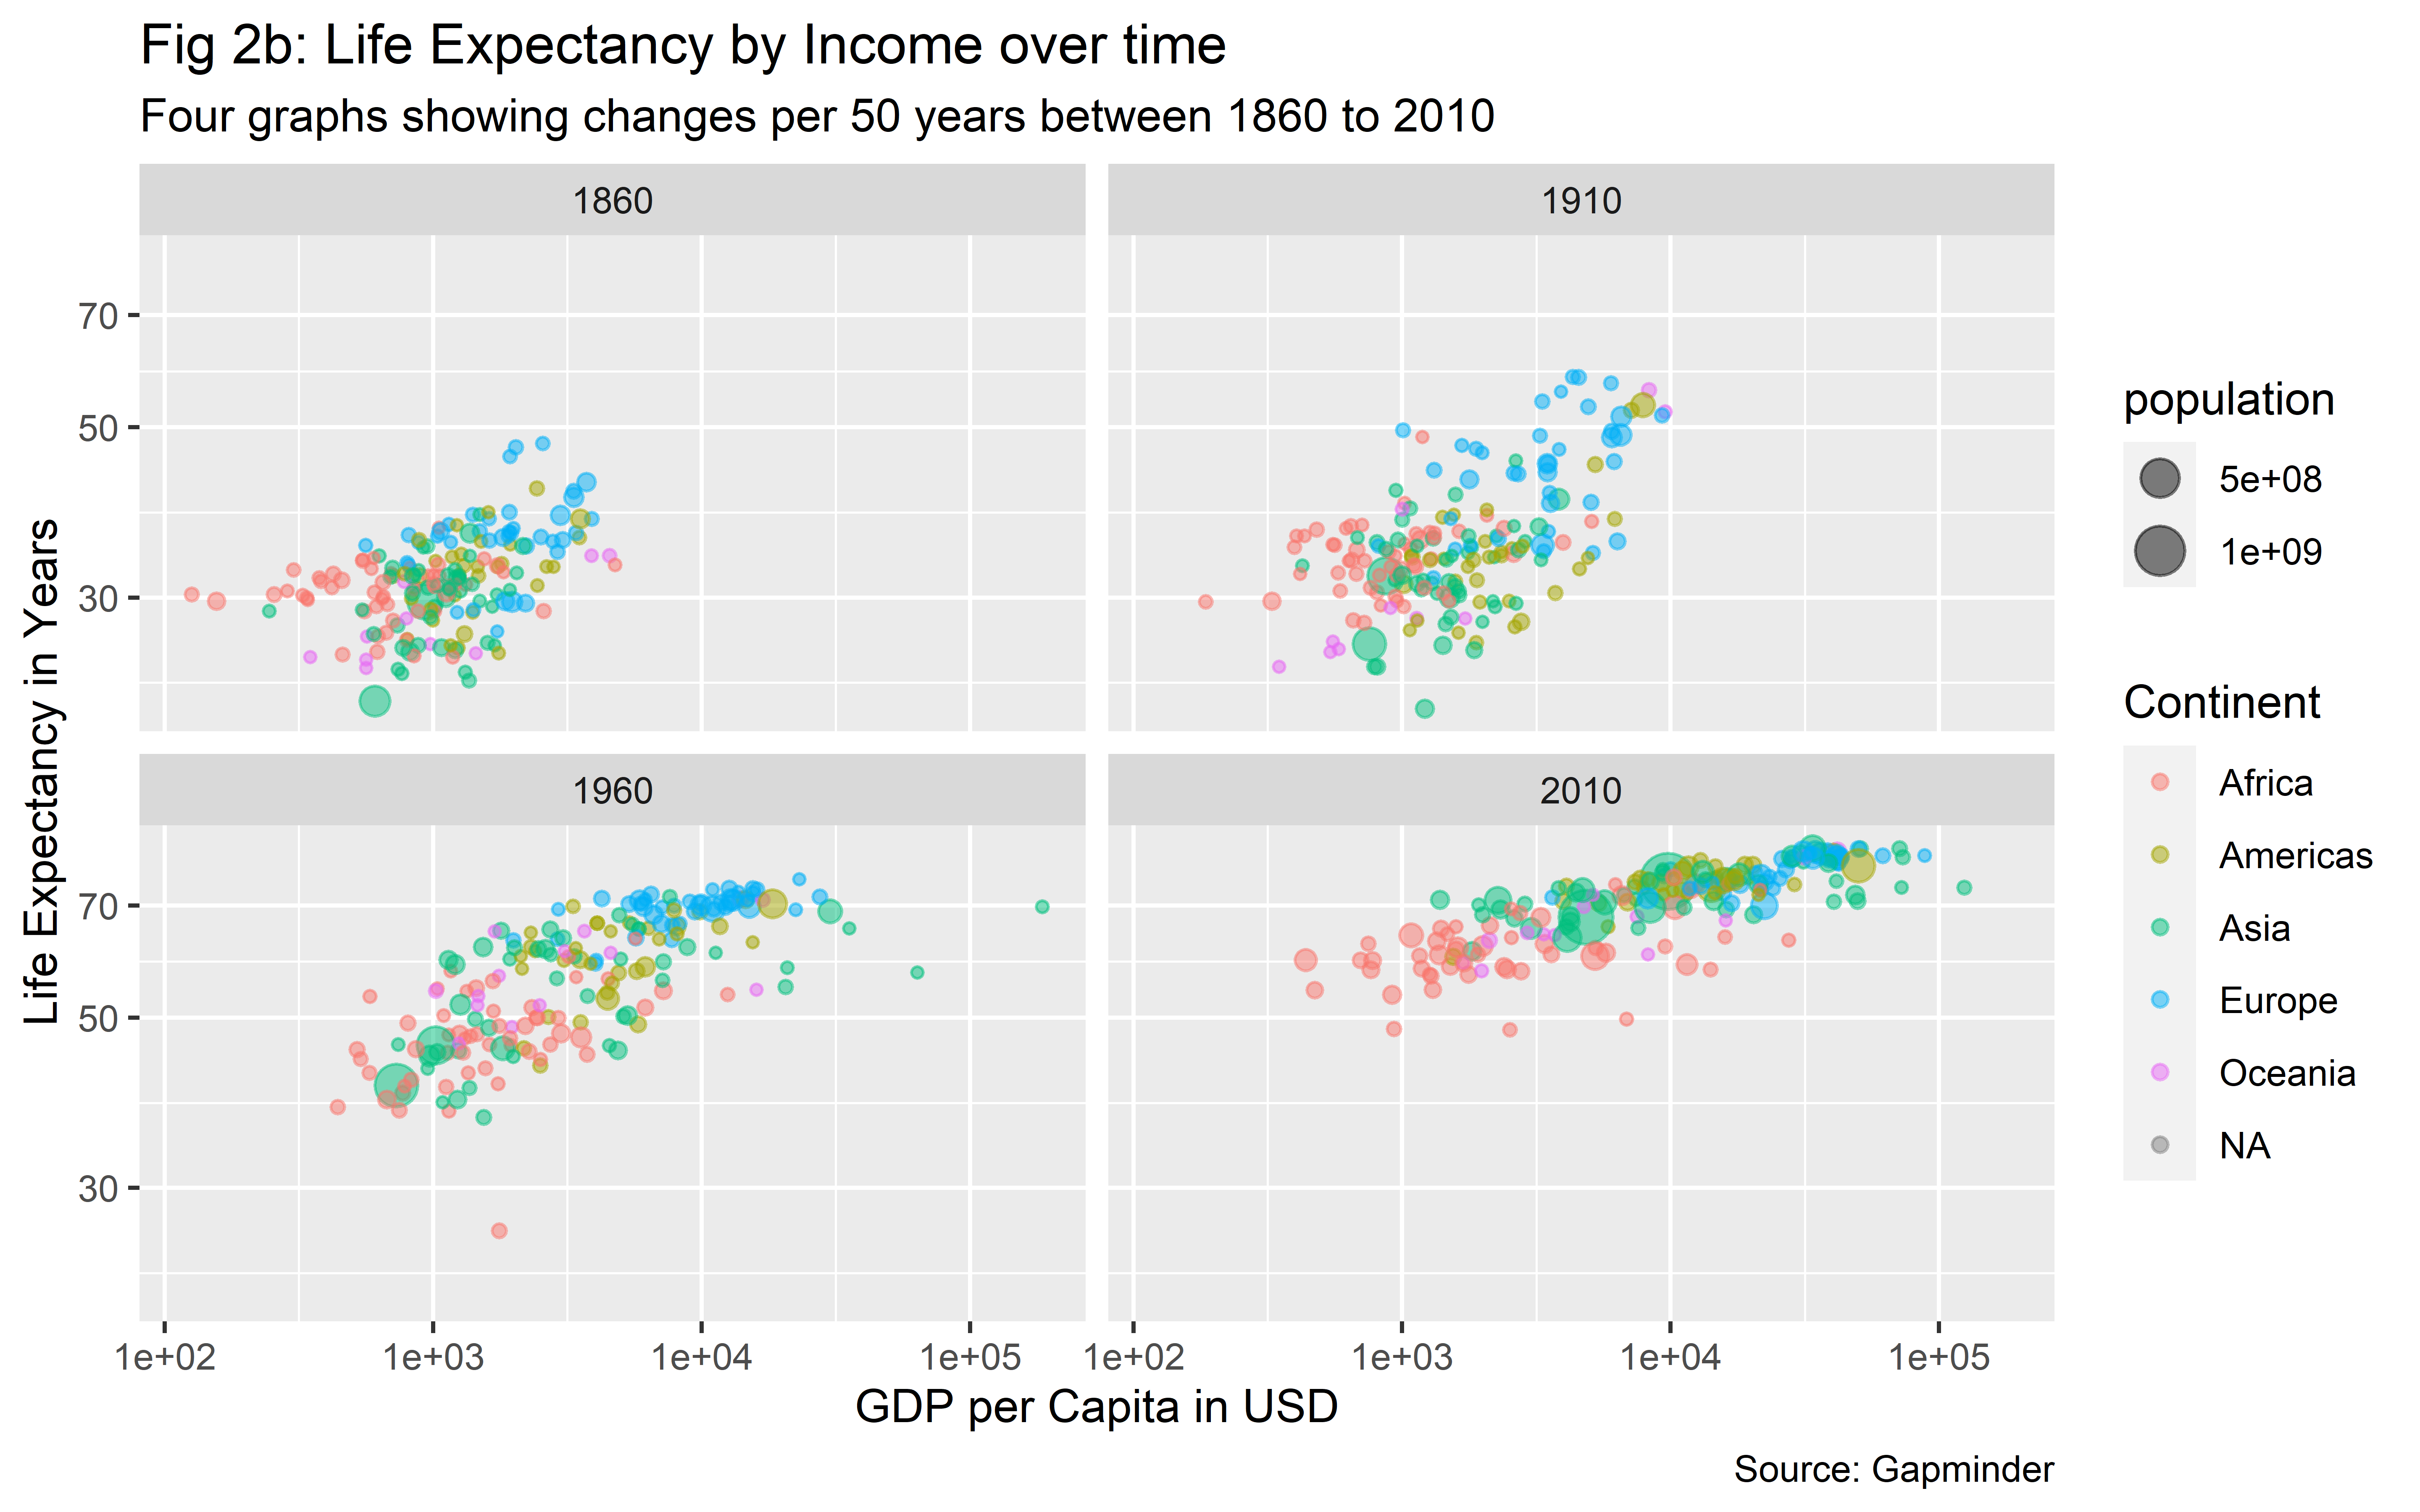 Fig 2b: Life Expectancy by Income over time
Four graphs showing changes per 50 years between 1860 to 2010
1860
1910
70
50
30
1960
2010
70
50
30
1e+02
1e+03
1e+04
1e+05
1e+02
1e+03
1e+04
1e+05
Life Expectancy in Years
GDP per Capita in USD
population
5e+08
1e+09
Continent
Africa
Americas
Asia
Europe
Oceania
NA
Source: Gapminder